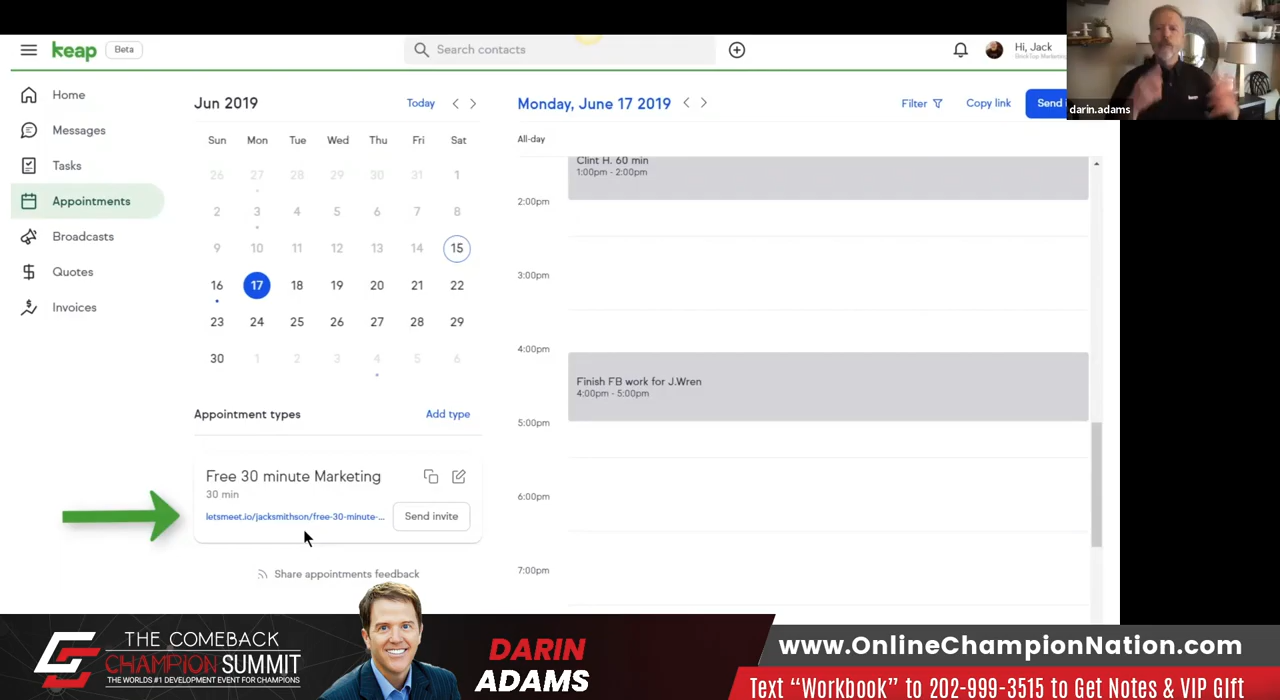 keap Beta
Search contacts
Hi, Jack
darin.adams
Home
Messages
Tasks
Appointments
Broadcasts
Quotes
Invoices
Jun 2019 Today
Sun Mon Tue Wed Thu Fri Sat
26 27 28 29 30 31 1
2 3 4 5 6 7 8
9 10 11 12 13 14 15
16 17 18 19 20 21 22
23 24 25 26 27 28 29
30 1 2 3 4 5 6
Appointment types Add type
Free 30 minute Marketing
30 min
letsmeet.io/jacksmithson/free-30-minute-...
Send invite
Share appointments feedback
Monday, June 17 2019
Filter Copy link Send
All-day
Clint H. 60 min
1:00pm - 2:00pm
2:00pm
3:00pm
4:00pm
Finish FB work for J.Wren
4:00pm - 5:00pm
5:00pm
6:00pm
7:00pm
THE COMEBACK
CHAMPION SUMMIT
THE WORLDS #1 DEVELOPMENT EVENT FOR CHAMPIONS
DARIN
ADAMS
www.OnlineChampionNation.com
Text “Workbook” to 202-999-3515 to Get Notes & VIP GIft